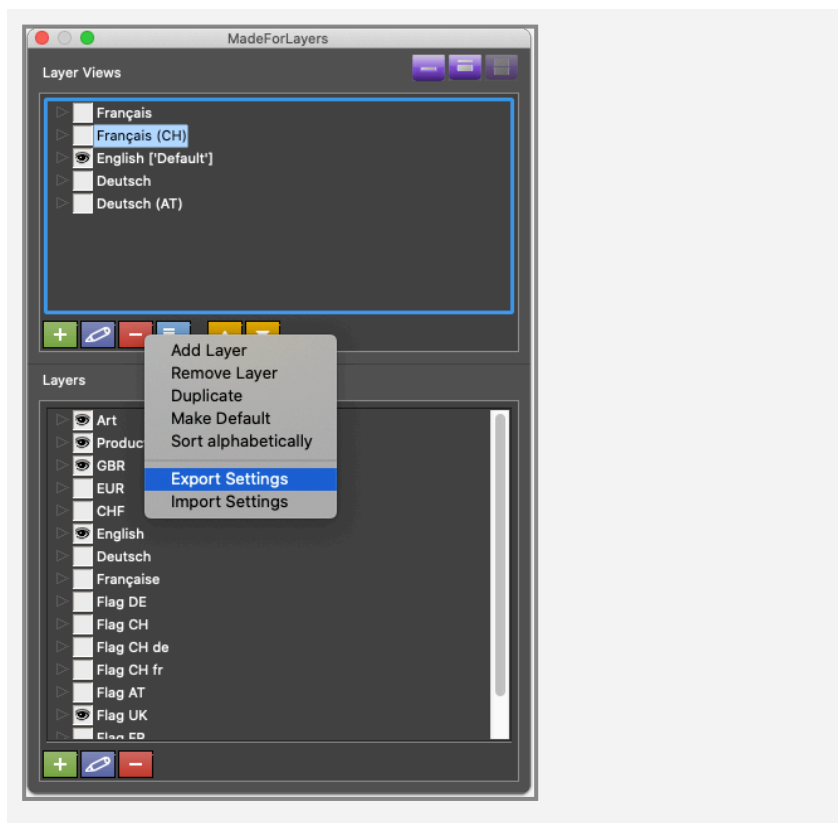 MadeForLayers
Layer Views
Français
Français (CH)
English ['Default']
Deutsch
Deutsch (AT)
Add Layer
Remove Layer
Duplicate
Make Default
Sort alphabetically
Export Settings
Import Settings
Layers
Art
GBR
EUR
CHF
English
Deutsch
Française
Flag DE
Flag CH
Flag CH de
Flag CH fr
Flag AT
Flag UK